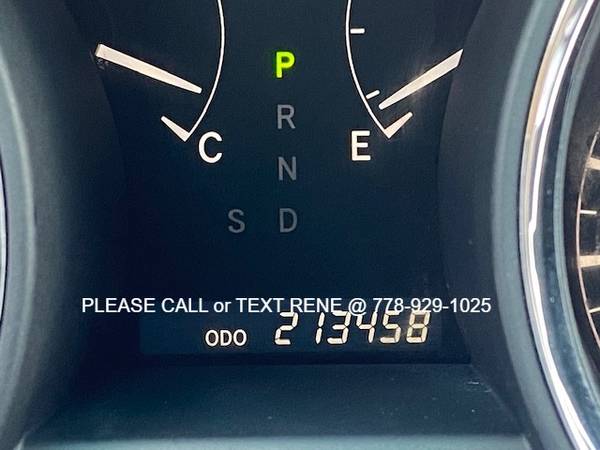 P
R
C E
N
S D
PLEASE CALL or TEXT RENE @ 778-929-1025
ODO 213458